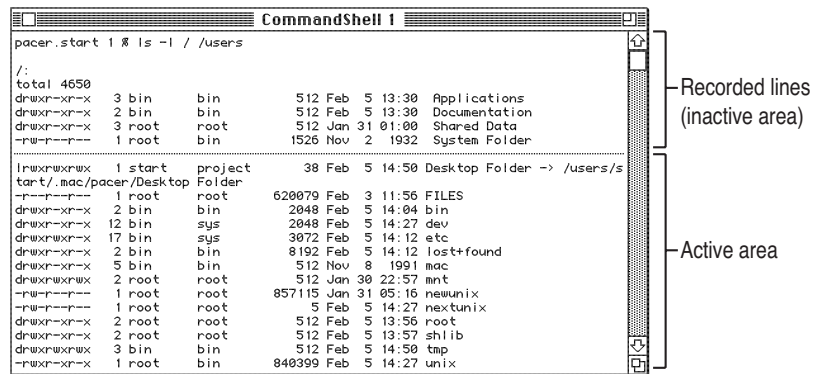 CommandShell 1
pacer.start 1 % ls -l / /users
/:
total 4650
drwxr-xr-x 3 bin bin 512 Feb 5 13:30 Applications
drwxr-xr-x 2 bin bin 512 Feb 5 13:30 Documentation
drwxr-xr-x 3 root root 512 Jan 31 01:00 Shared Data
-rw-r--r-- 1 root bin 1526 Nov 2 1932 System Folder
lrwxrwxrwx 1 start project 38 Feb 5 14:50 Desktop Folder -> /users/s
tart/.mac/pacer/Desktop Folder
-r--r--r-- 1 root root 620079 Feb 3 11:56 FILES
drwxr-xr-x 2 bin bin 2048 Feb 5 14:04 bin
drwxr-xr-x 12 bin sys 2048 Feb 5 14:27 dev
drwxr-xr-x 17 bin sys 3072 Feb 5 14:12 etc
drwxr-xr-x 2 bin bin 8192 Feb 5 14:12 lost+found
drwxr-xr-x 5 bin bin 512 Nov 8 1991 mac
drwxrwxrwx 2 root root 512 Jan 30 22:57 mnt
-rw-r--r-- 1 root root 857115 Jan 31 05:16 newunix
-rw-r--r-- 1 root root 5 Feb 5 14:27 nextunix
drwxr-xr-x 2 root root 512 Feb 5 13:56 root
drwxr-xr-x 2 root root 512 Feb 5 13:57 shlib
drwxrwxrwx 3 bin bin 512 Feb 5 14:50 tmp
-rwxr-xr-x 1 root bin 840399 Feb 5 14:27 unix
Recorded lines
(inactive area)
Active area